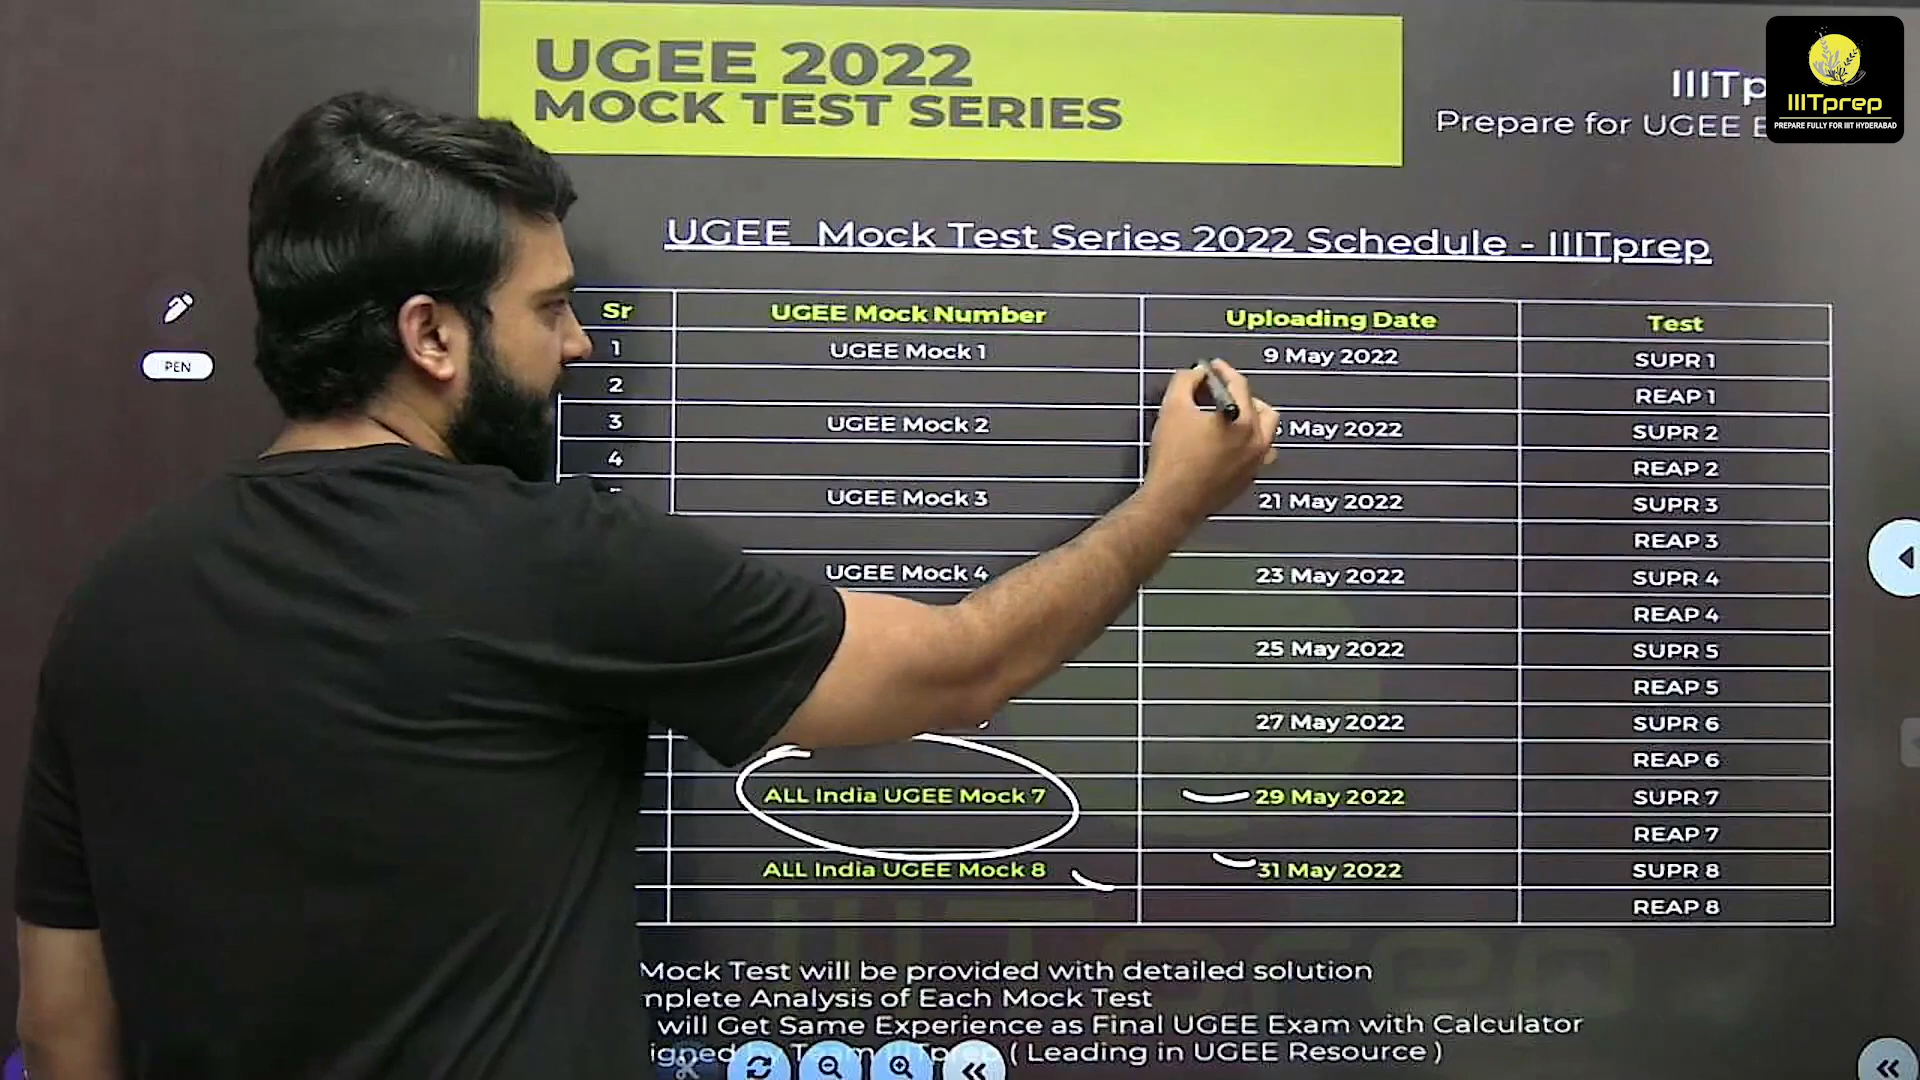 UGEE 2022
MOCK TEST SERIES
IIITp
Prepare for UGEE E
IIITprep
PREPARE FULLY FOR IIIT HYDERABAD
UGEE Mock Test Series 2022 Schedule - IIITprep
PEN
Sr UGEE Mock Number Uploading Date Test
1 UGEE Mock 1 9 May 2022 SUPR 1
2 REAP 1
3 UGEE Mock 2 May 2022 SUPR 2
4 REAP 2
UGEE Mock 3 21 May 2022 SUPR 3
REAP 3
UGEE Mock 4 23 May 2022 SUPR 4
REAP 4
25 May 2022 SUPR 5
REAP 5
27 May 2022 SUPR 6
REAP 6
ALL India UGEE Mock 7 29 May 2022 SUPR 7
REAP 7
ALL India UGEE Mock 8 31 May 2022 SUPR 8
REAP 8
Mock Test will be provided with detailed solution
mplete Analysis of Each Mock Test
will Get Same Experience as Final UGEE Exam with Calculator
( Leading in UGEE Resource )